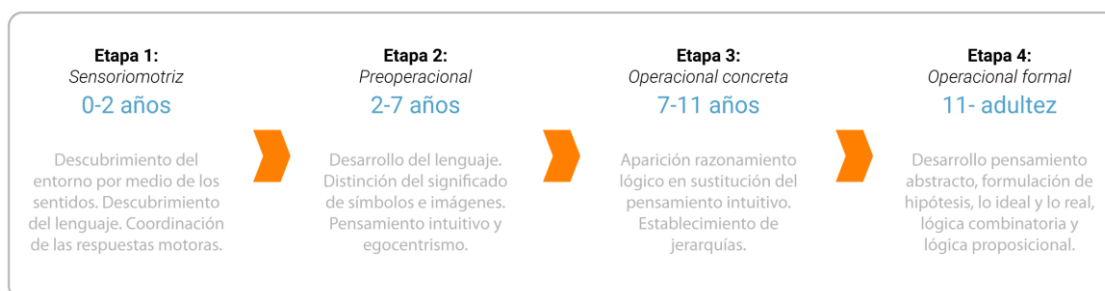 Etapa 1:
Sensoriomotriz
0-2 años
Descubrimiento del
entorno por medio de los
sentidos. Descubrimiento
del lenguaje. Coordinación
de las respuestas motoras.
Etapa 2:
Preoperacional
2-7 años
Desarrollo del lenguaje.
Distinción del significado
de símbolos e imágenes.
Pensamiento intuitivo y
egocentrismo.
Etapa 3:
Operacional concreta
7-11 años
Aparición razonamiento
lógico en sustitución del
pensamiento intuitivo.
Establecimiento de
jerarquías.
Etapa 4:
Operacional formal
11- adultez
Desarrollo pensamiento
abstracto, formulación de
hipótesis, lo ideal y lo real,
lógica combinatoria y
lógica proposicional.